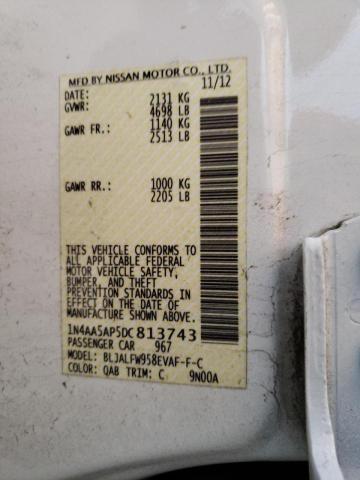 MFD BY NISSAN MOTOR CO., LTD.
DATE: 11/12
GVWR: 2131 KG
4698 LB
GAWR FR.: 1140 KG
2513 LB
GAWR RR.: 1000 KG
2205 LB
THIS VEHICLE CONFORMS TO
ALL APPLICABLE FEDERAL
MOTOR VEHICLE SAFETY,
BUMPER, AND THEFT
PREVENTION STANDARDS IN
EFFECT ON THE DATE OF
MANUFACTURE SHOWN ABOVE.
1N4AA5AP5DC813743
PASSENGER CAR 967
MODEL: BLJALFW958EVAF-F-C
COLOR: QAB TRIM: C 9N00A